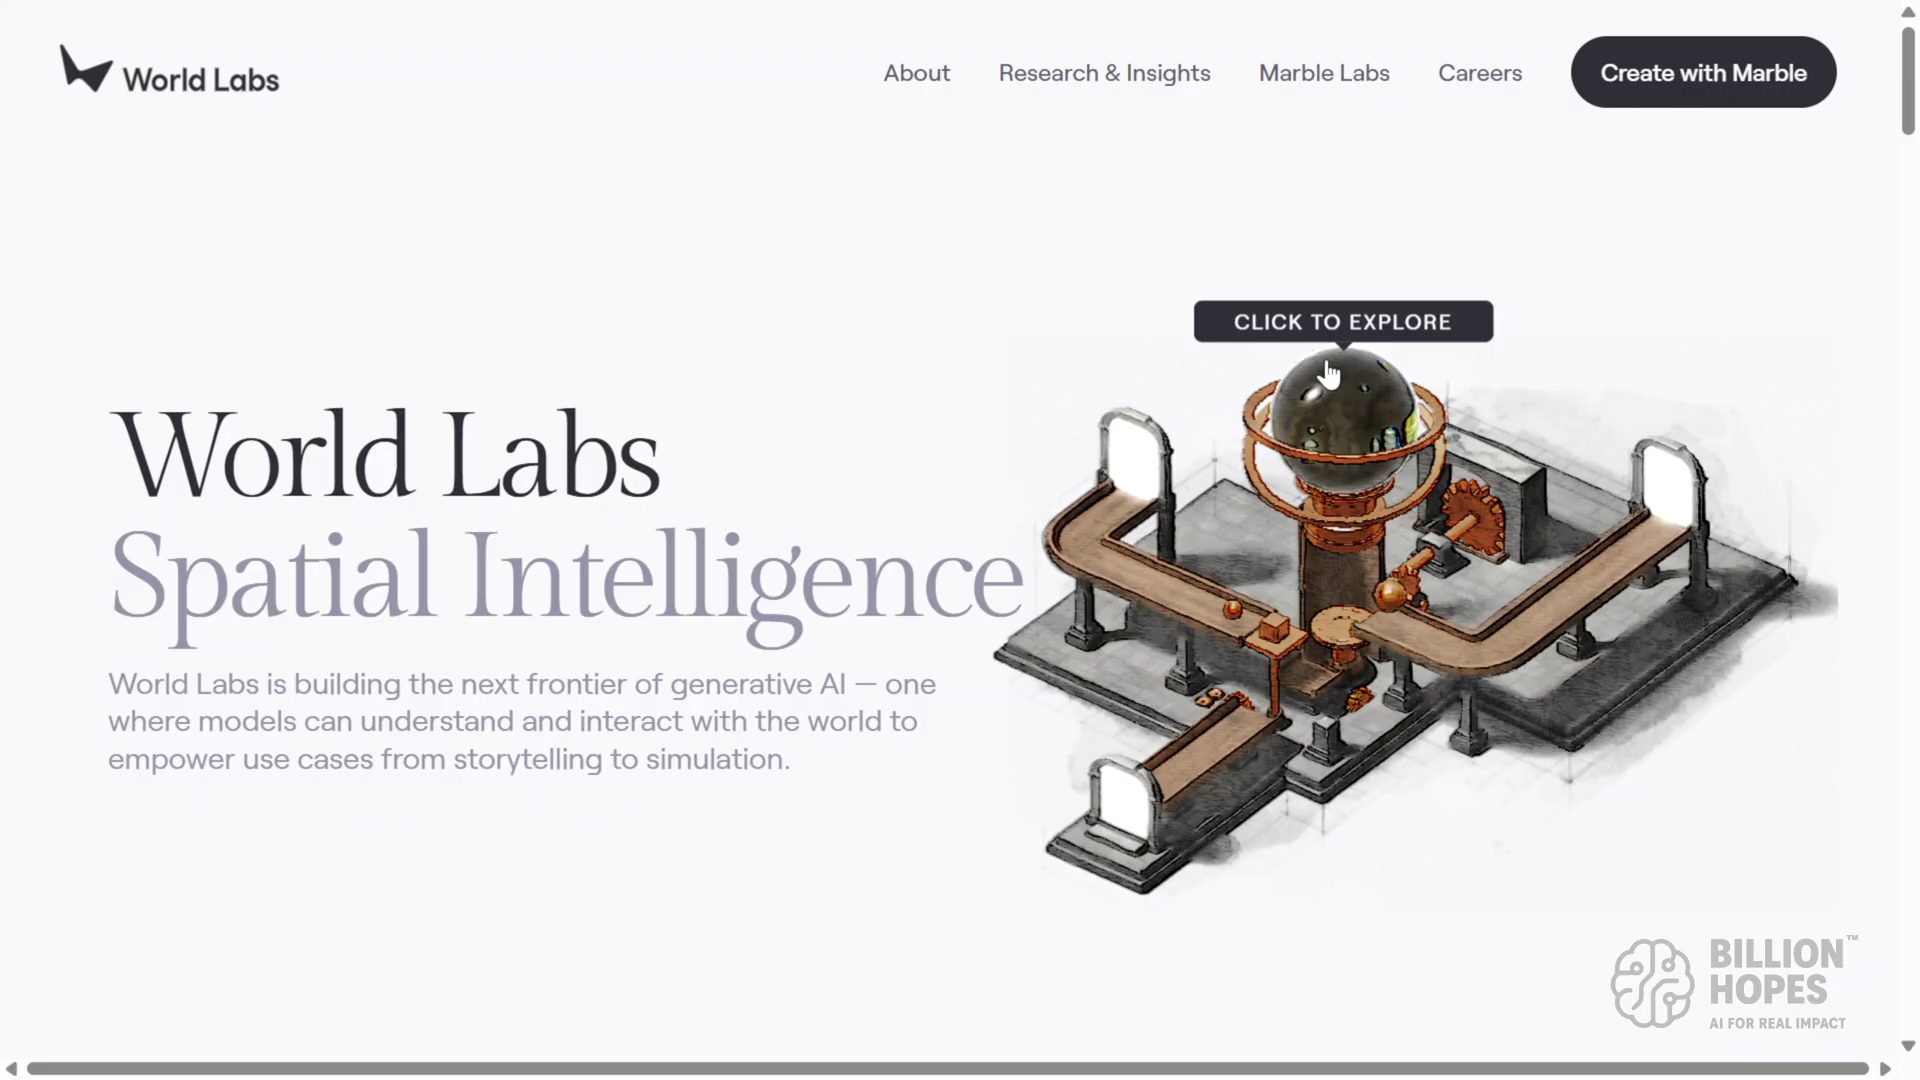 World Labs
About
Research & Insights
Marble Labs
Careers
Create with Marble
CLICK TO EXPLORE
World Labs
Spatial Intelligence
World Labs is building the next frontier of generative AI — one
where models can understand and interact with the world to
empower use cases from storytelling to simulation.
BILLION™
HOPES
AI FOR REAL IMPACT